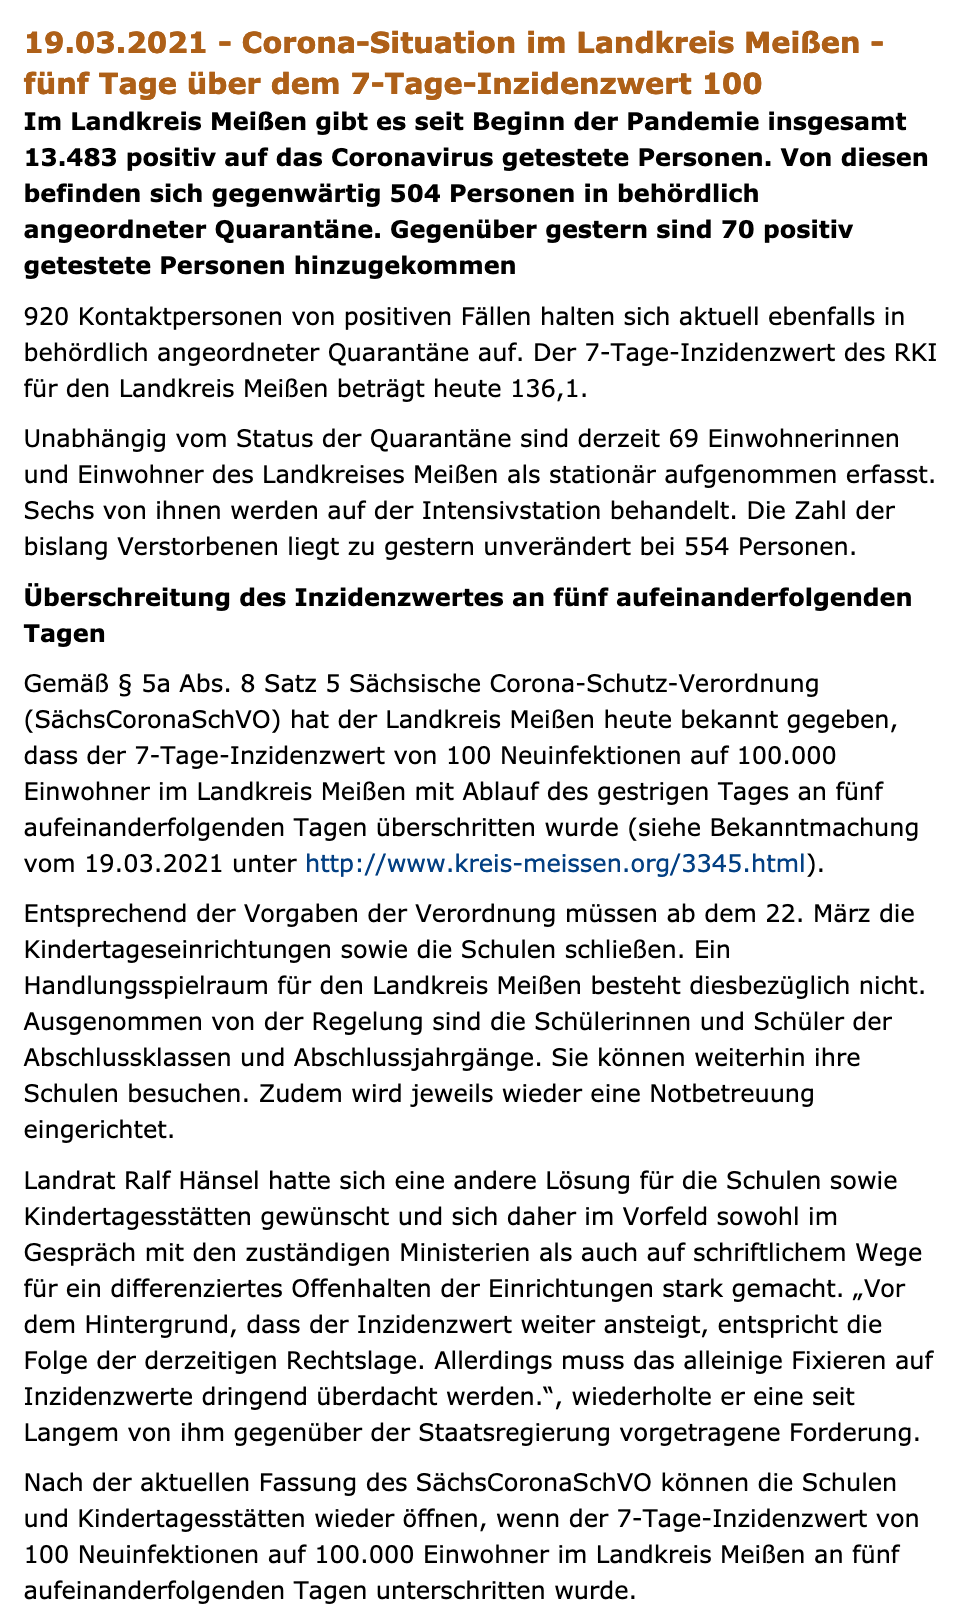 19.03.2021 - Corona-Situation im Landkreis Meißen -
fünf Tage über dem 7-Tage-Inzidenzwert 100
Im Landkreis Meißen gibt es seit Beginn der Pandemie insgesamt
13.483 positiv auf das Coronavirus getestete Personen. Von diesen
befinden sich gegenwärtig 504 Personen in behördlich
angeordneter Quarantäne. Gegenüber gestern sind 70 positiv
getestete Personen hinzugekommen
920 Kontaktpersonen von positiven Fällen halten sich aktuell ebenfalls in
behördlich angeordneter Quarantäne auf. Der 7-Tage-Inzidenzwert des RKI
für den Landkreis Meißen beträgt heute 136,1.
Unabhängig vom Status der Quarantäne sind derzeit 69 Einwohnerinnen
und Einwohner des Landkreises Meißen als stationär aufgenommen erfasst.
Sechs von ihnen werden auf der Intensivstation behandelt. Die Zahl der
bislang Verstorbenen liegt zu gestern unverändert bei 554 Personen.
Überschreitung des Inzidenzwertes an fünf aufeinanderfolgenden
Tagen
Gemäß § 5a Abs. 8 Satz 5 Sächsische Corona-Schutz-Verordnung
(SächsCoronaSchVO) hat der Landkreis Meißen heute bekannt gegeben,
dass der 7-Tage-Inzidenzwert von 100 Neuinfektionen auf 100.000
Einwohner im Landkreis Meißen mit Ablauf des gestrigen Tages an fünf
aufeinanderfolgenden Tagen überschritten wurde (siehe Bekanntmachung
vom 19.03.2021 unter http://www.kreis-meissen.org/3345.html).
Entsprechend der Vorgaben der Verordnung müssen ab dem 22. März die
Kindertageseinrichtungen sowie die Schulen schließen. Ein
Handlungsspielraum für den Landkreis Meißen besteht diesbezüglich nicht.
Ausgenommen von der Regelung sind die Schülerinnen und Schüler der
Abschlussklassen und Abschlussjahrgänge. Sie können weiterhin ihre
Schulen besuchen. Zudem wird jeweils wieder eine Notbetreuung
eingerichtet.
Landrat Ralf Hänsel hatte sich eine andere Lösung für die Schulen sowie
Kindertagesstätten gewünscht und sich daher im Vorfeld sowohl im
Gespräch mit den zuständigen Ministerien als auch auf schriftlichem Wege
für ein differenziertes Offenhalten der Einrichtungen stark gemacht. „Vor
dem Hintergrund, dass der Inzidenzwert weiter ansteigt, entspricht die
Folge der derzeitigen Rechtslage. Allerdings muss das alleinige Fixieren auf
Inzidenzwerte dringend überdacht werden.“, wiederholte er eine seit
Langem von ihm gegenüber der Staatsregierung vorgetragene Forderung.
Nach der aktuellen Fassung des SächsCoronaSchVO können die Schulen
und Kindertagesstätten wieder öffnen, wenn der 7-Tage-Inzidenzwert von
100 Neuinfektionen auf 100.000 Einwohner im Landkreis Meißen an fünf
aufeinanderfolgenden Tagen unterschritten wurde.